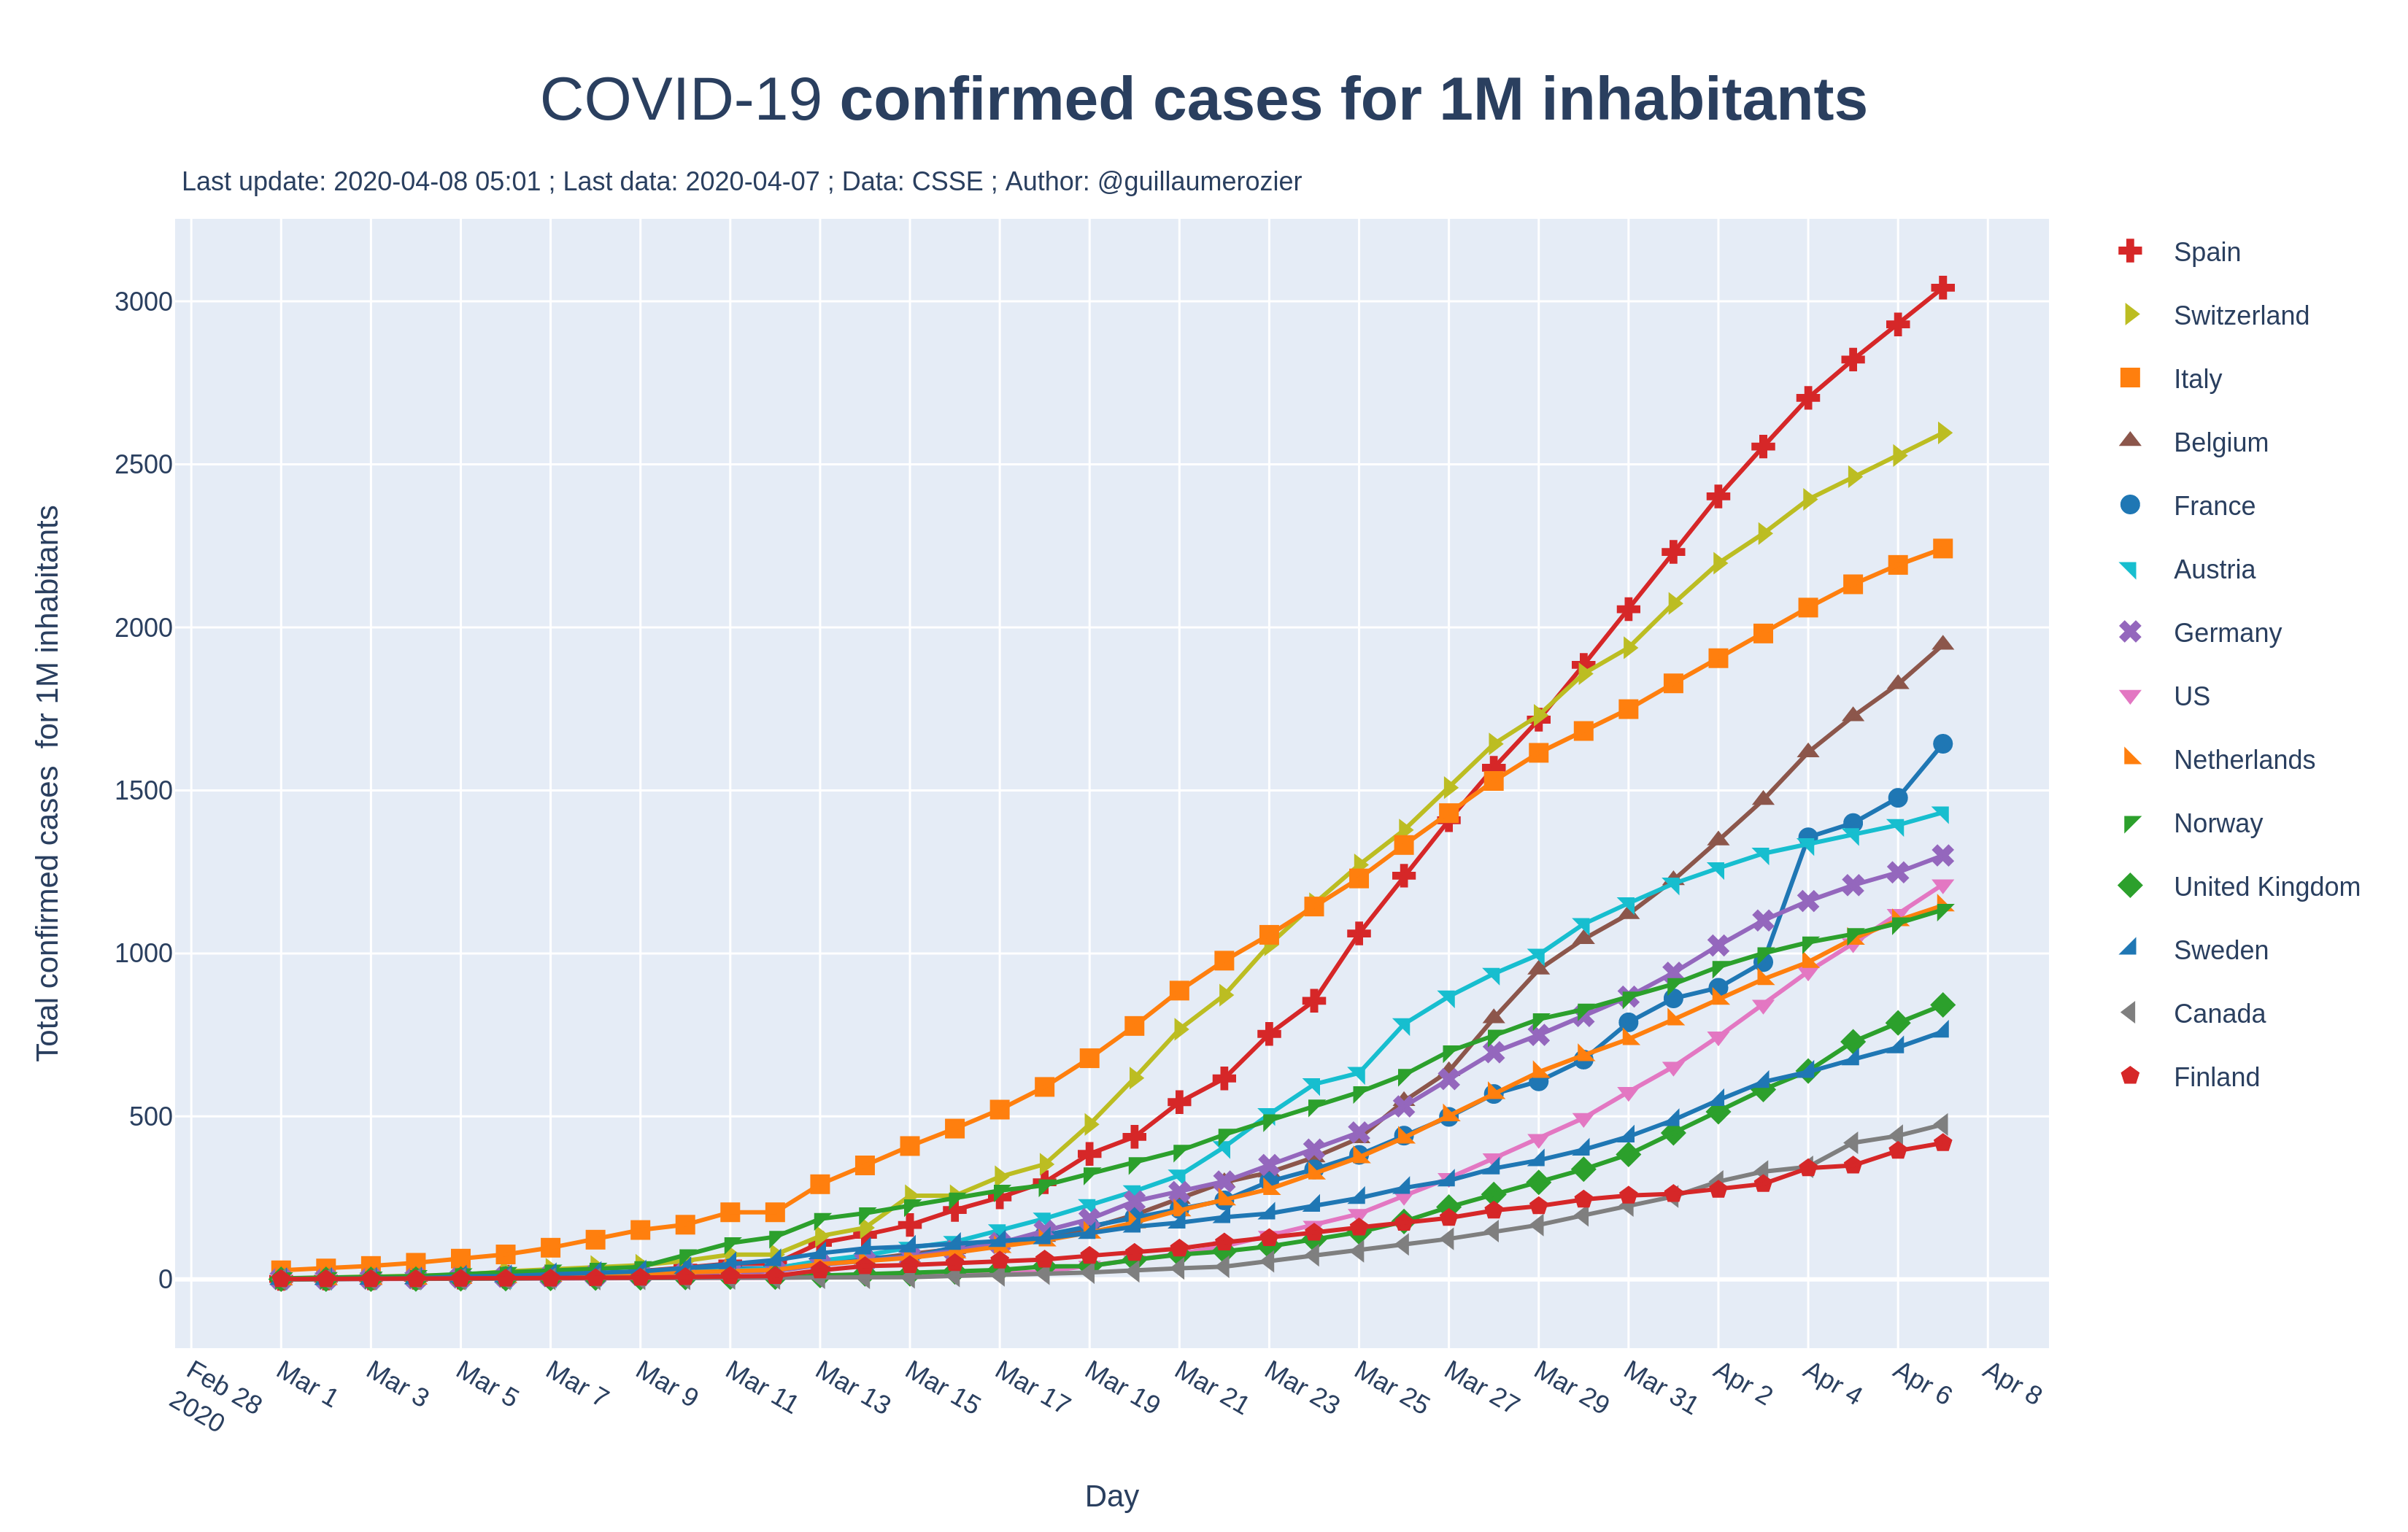 COVID-19 confirmed cases for 1M inhabitants
Last update: 2020-04-08 05:01 ; Last data: 2020-04-07 ; Data: CSSE ; Author: @guillaumerozier
Total confirmed cases for 1M inhabitants
3000
2500
2000
1500
1000
500
0
Feb 28
2020
Mar 1
Mar 3
Mar 5
Mar 7
Mar 9
Mar 11
Mar 13
Mar 15
Mar 17
Mar 19
Mar 21
Mar 23
Mar 25
Mar 27
Mar 29
Mar 31
Apr 2
Apr 4
Apr 6
Apr 8
Day
Spain
Switzerland
Italy
Belgium
France
Austria
Germany
US
Netherlands
Norway
United Kingdom
Sweden
Canada
Finland